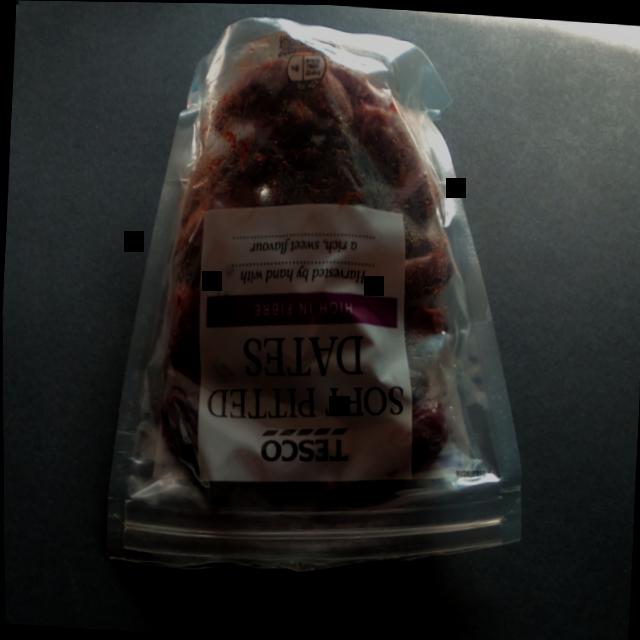 TESCO
SOFT PITTED
DATES
HIGH IN FIBRE
Harvested by hand with
a rich, sweet flavour